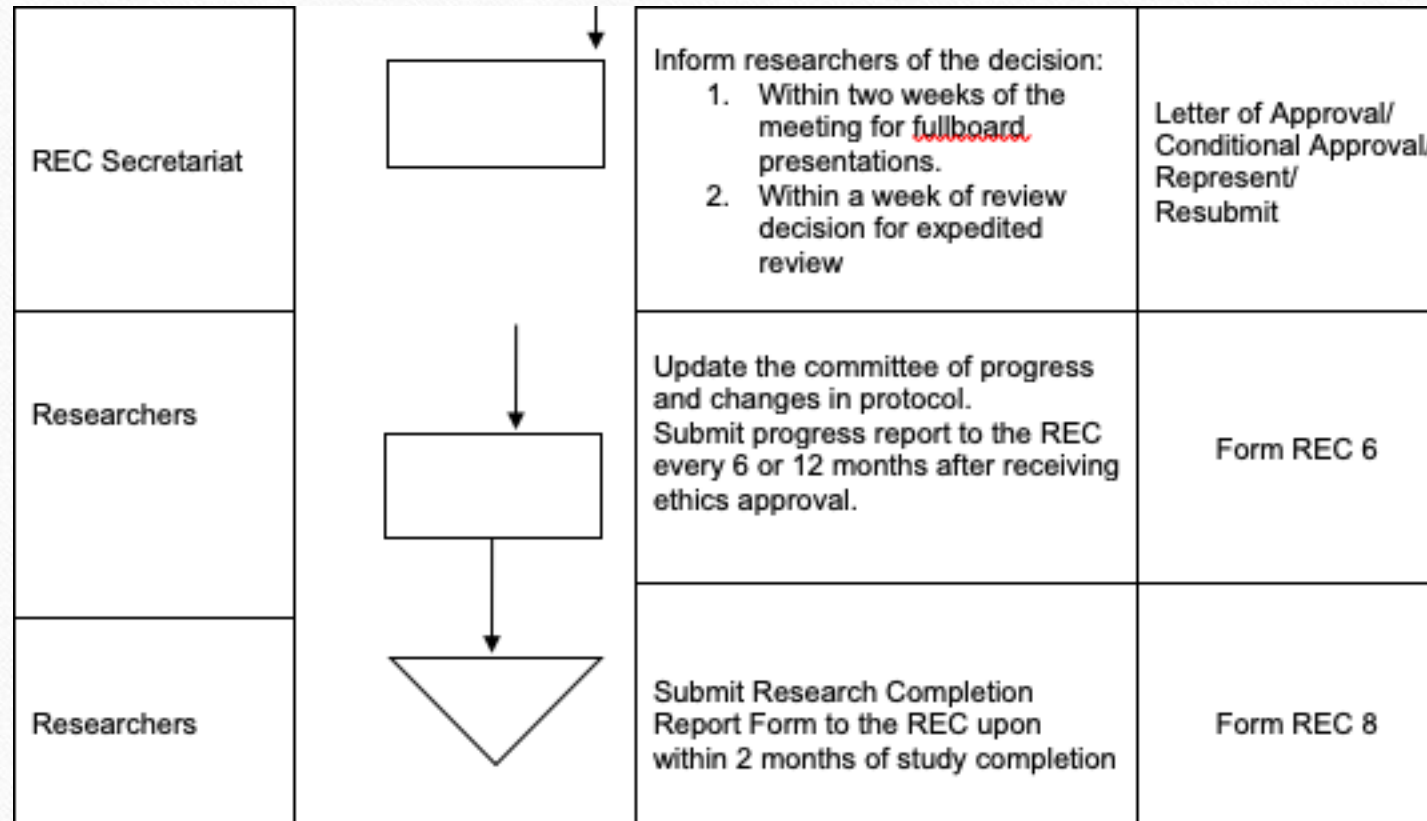 REC Secretariat
Inform researchers of the decision:
1. Within two weeks of the
meeting for fullboard
presentations.
2. Within a week of review
decision for expedited
review
Letter of Approval/
Conditional Approval/
Represent/
Resubmit
Researchers
Update the committee of progress
and changes in protocol.
Submit progress report to the REC
every 6 or 12 months after receiving
ethics approval.
Form REC 6
Researchers
Submit Research Completion
Report Form to the REC upon
within 2 months of study completion
Form REC 8